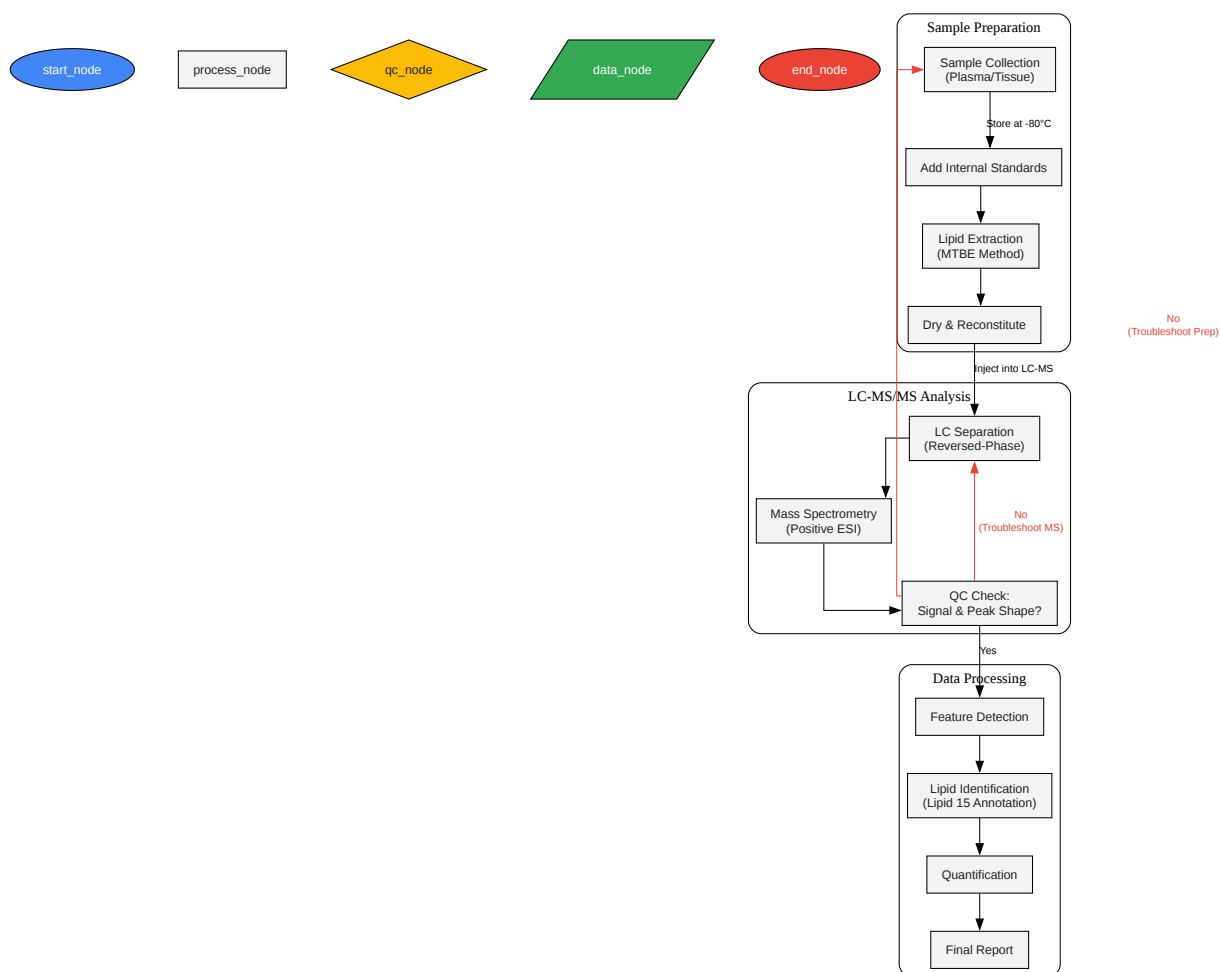 start_node
process_node
qc_node
data_node
end_node
Sample Preparation
Sample Collection
(Plasma/Tissue)
Store at -80°C
Add Internal Standards
Lipid Extraction
(MTBE Method)
Dry & Reconstitute
No
(Troubleshoot Prep)
Inject into LC-MS
LC-MS/MS Analysis
LC Separation
(Reversed-Phase)
Mass Spectrometry
(Positive ESI)
No
(Troubleshoot MS)
QC Check:
Signal & Peak Shape?
Yes
Data Processing
Feature Detection
Lipid Identification
(Lipid 15 Annotation)
Quantification
Final Report